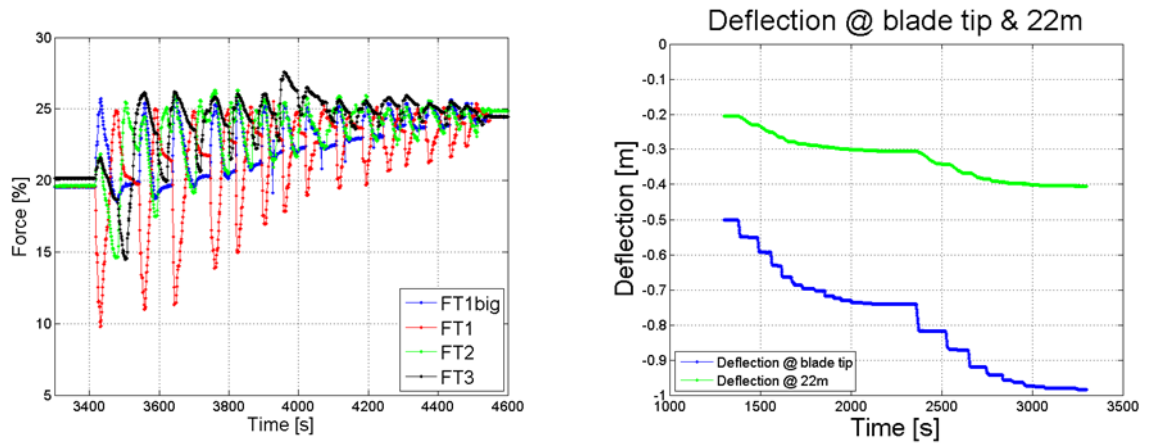 30
25
20
15
10
5
Force [%]
3400 3600 3800 4000 4200 4400 4600
Time [s]
FT1big
FT1
FT2
FT3
Deflection @ blade tip & 22m
0
-0.1
-0.2
-0.3
-0.4
-0.5
-0.6
-0.7
-0.8
-0.9
-1
Deflection [m]
1000 1500 2000 2500 3000 3500
Time [s]
Deflection @ blade tip
Deflection @ 22m